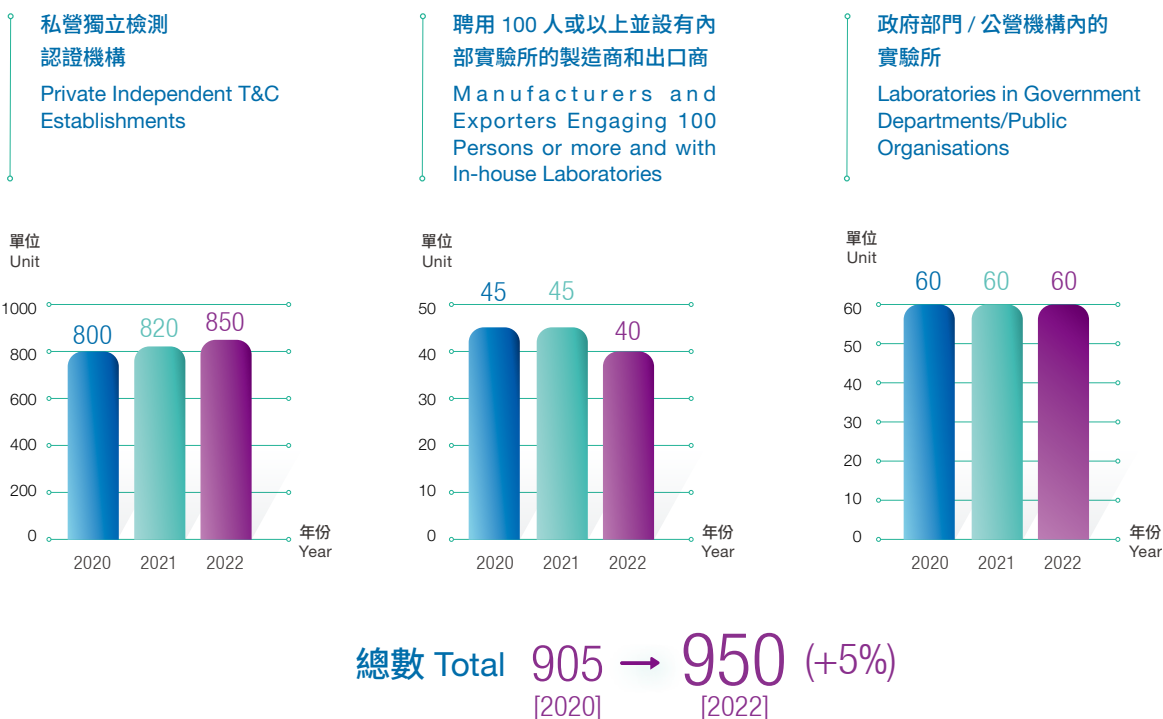 私營獨立檢測
認證機構
Private Independent T&C
Establishments
聘用 100 人或以上並設有內
部實驗所的製造商和出口商
Manufacturers and
Exporters Engaging 100
Persons or more and with
In-house Laboratories
政府部門 / 公營機構內的
實驗所
Laboratories in Government
Departments/Public
Organisations
單位
Unit
1000
800
600
400
200
0
800
820
850
2020
2021
2022
年份
Year
單位
Unit
50
40
30
20
10
0
45
45
40
2020
2021
2022
年份
Year
單位
Unit
60
50
40
30
20
10
0
60
60
60
2020
2021
2022
年份
Year
總數 Total 905 → 950 (+5%)
[2020] [2022]